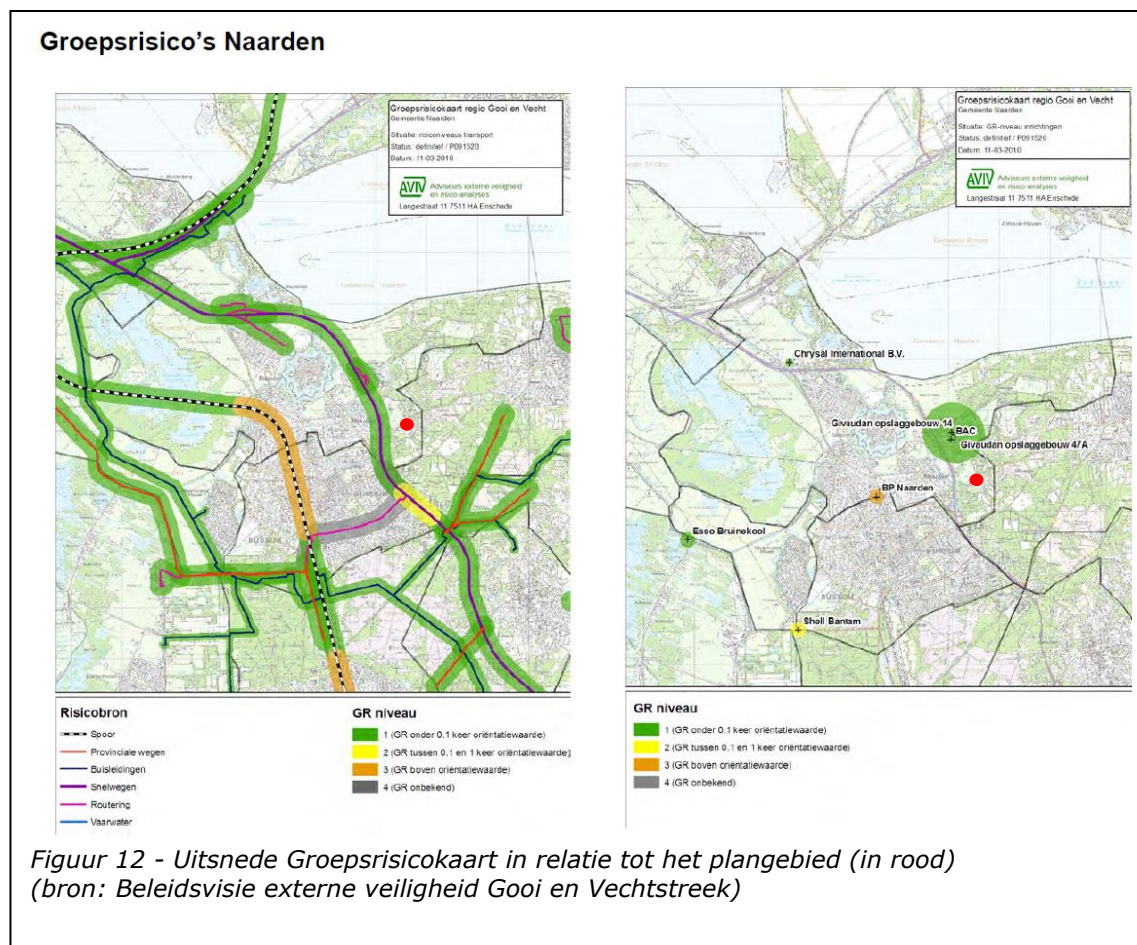 Groepsrisico's Naarden
Groepsrisicokaart regio Gooi en Vecht
Gemeente Naarden
Situatie: risiconiveaus transport
Status: definitief / P091520
Datum: 11-03-2010
AVIV Adviseurs externe veiligheid
en risico-analyses
Langestraat 11 7511 HA Enschede
BUSSUM
Risicobron
Spoor
Provinciale wegen
Buisleidingen
Snelwegen
Routering
Vaarwater
GR niveau
1 (GR onder 0.1 keer oriëntatiewaarde)
2 (GR tussen 0.1 en 1 keer oriëntatiewaarde)
3 (GR boven oriëntatiewaarde)
4 (GR onbekend)
Groepsrisicokaart regio Gooi en Vecht
Gemeente Naarden
Situatie: GR-niveau inrichtingen
Status: definitief / P091520
Datum: 11-03-2010
AVIV Adviseurs externe veiligheid
en risico-analyses
Langestraat 11 7511 HA Enschede
Chrysal International B.V.
Givaudan opslaggebouw 14
BAC
Givaudan opslaggebouw 47A
BP Naarden
Esso Bruinekool
BUSSUM
Sholl Bantam
GR niveau
1 (GR onder 0.1 keer oriëntatiewaarde)
2 (GR tussen 0.1 en 1 keer oriëntatiewaarde)
3 (GR boven oriëntatiewaarde)
4 (GR onbekend)
Figuur 12 - Uitsnede Groepsrisicokaart in relatie tot het plangebied (in rood)
(bron: Beleidsvisie externe veiligheid Gooi en Vechtstreek)